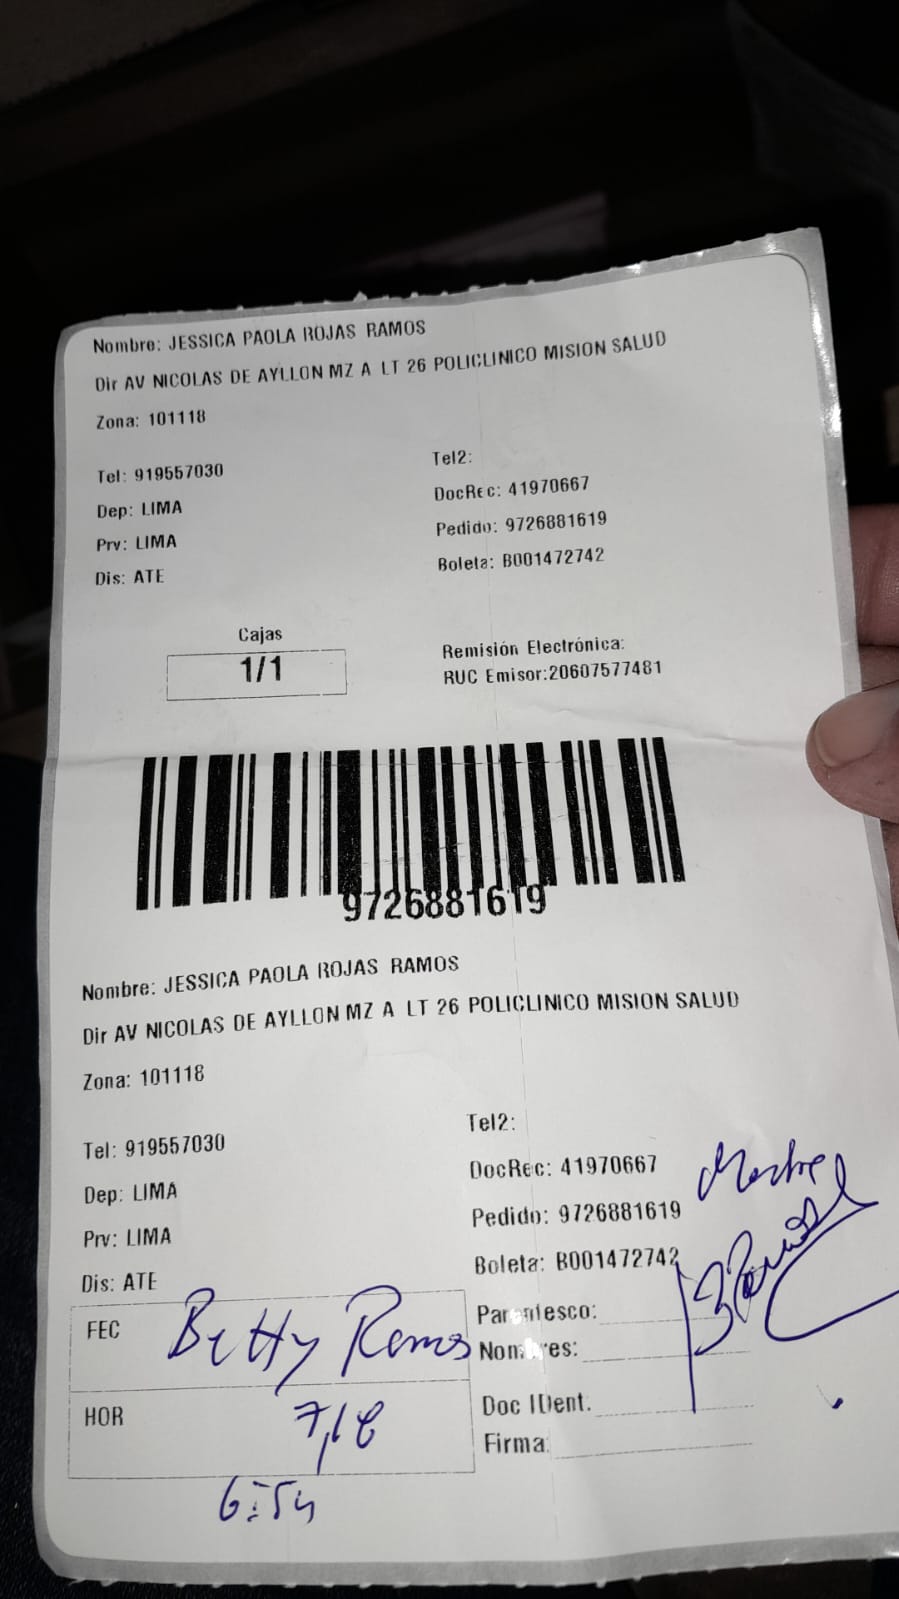 Nombre: JESSICA PAOLA ROJAS RAMOS
Dir AV NICOLAS DE AYLLON MZ A LT 26 POLICLINICO MISION SALUD
Zona: 101118
Tel: 919557030
Tel2:
Dep: LIMA
DocRec: 41970667
Prv: LIMA
Pedido: 9726881619
Dis: ATE
Boleta: B001472742
Cajas
1/1
Remisión Electrónica:
RUC Emisor:20607577481
9726881619
Nombre: JESSICA PAOLA ROJAS RAMOS
Dir AV NICOLAS DE AYLLON MZ A LT 26 POLICLINICO MISION SALUD
Zona: 101118
Tel: 919557030
Tel2:
Dep: LIMA
DocRec: 41970667
Prv: LIMA
Pedido: 9726881619
Dis: ATE
Boleta: B001472742
Madre
FEC Betty Ramos
Parentesco:
Nombres:
HOR
Doc IDent.
Firma: